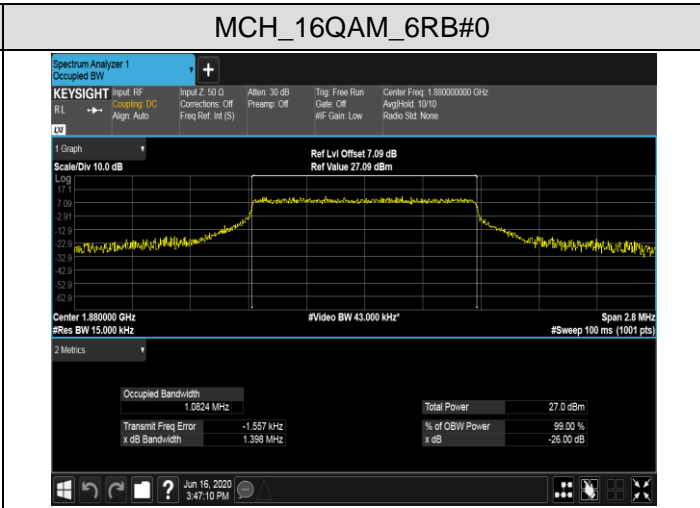 MCH_16QAM_6RB#0
Spectrum Analyzer 1
Occupied BW
+
KEYSIGHT
Input: RF
Input Z: 50 Ω
Atten: 30 dB
Trig: Free Run
Center Freq: 1.880000000 GHz
R L
Coupling: DC
Corrections: Off
Preamp: Off
Gate: Off
Avg|Hold: 10/10
Align: Auto
Freq Ref: Int (S)
#IF Gain: Low
Radio Std: None
LXI
1 Graph
Ref Lvl Offset 7.09 dB
Scale/Div 10.0 dB
Ref Value 27.09 dBm
Log
17.1
7.09
-2.91
-12.9
-22.9
-32.9
-42.9
-52.9
-62.9
Center 1.880000 GHz
#Video BW 43.000 kHz*
Span 2.8 MHz
#Res BW 15.000 kHz
#Sweep 100 ms (1001 pts)
2 Metrics
Occupied Bandwidth
1.0824 MHz
Total Power
27.0 dBm
Transmit Freq Error
-1.557 kHz
% of OBW Power
99.00 %
x dB Bandwidth
1.398 MHz
x dB
-26.00 dB
?
Jun 16, 2020
3:47:10 PM